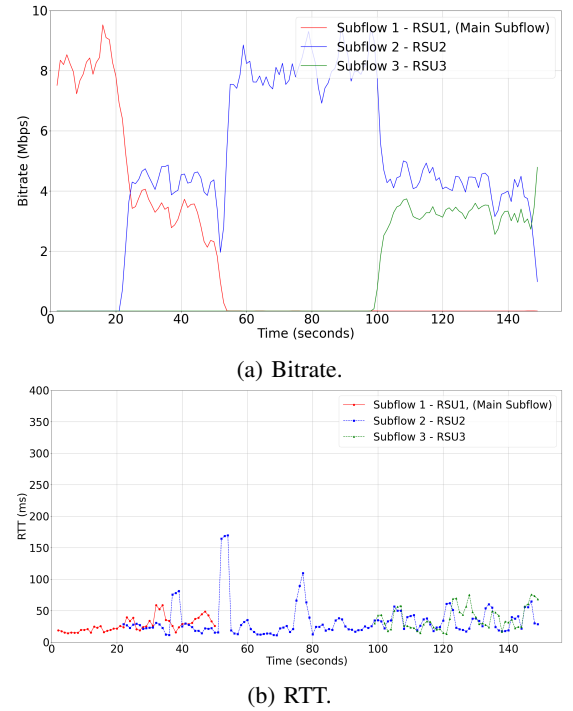 10
8
6
4
2
0
Bitrate (Mbps)
Subflow 1 - RSU1, (Main Subflow)
Subflow 2 - RSU2
Subflow 3 - RSU3
0 20 40 60 80 100 120 140
Time (seconds)
(a) Bitrate.
400
350
300
250
200
150
100
50
0
RTT (ms)
Subflow 1 - RSU1, (Main Subflow)
Subflow 2 - RSU2
Subflow 3 - RSU3
0 20 40 60 80 100 120 140
Time (seconds)
(b) RTT.